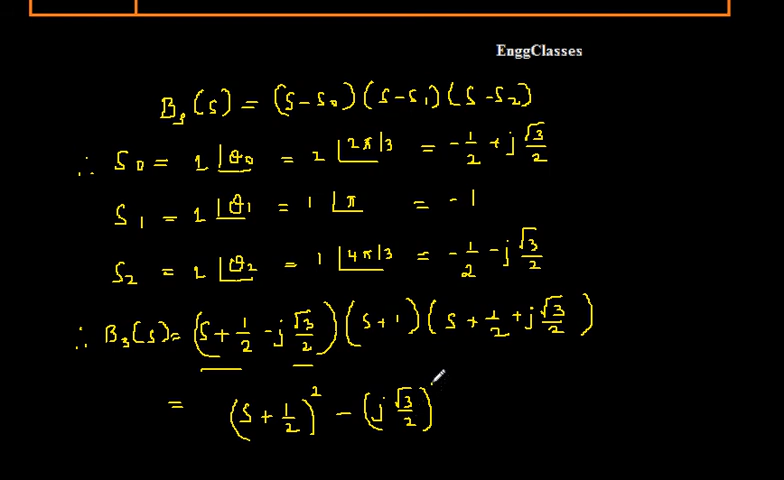 EnggClasses
B₃(s) = (s-s₀)(s-s₁)(s-s₂)
∴ s₀ = 1∠θ₀ = 1∠2π/3 = -1/2 + j √3/2
s₁ = 1∠θ₁ = 1∠π = -1
s₂ = 1∠θ₂ = 1∠4π/3 = -1/2 - j √3/2
∴ B₃(s) = (s + 1/2 - j √3/2)(s+1)(s + 1/2 + j √3/2)
= (s + 1/2)² - (j √3/2)